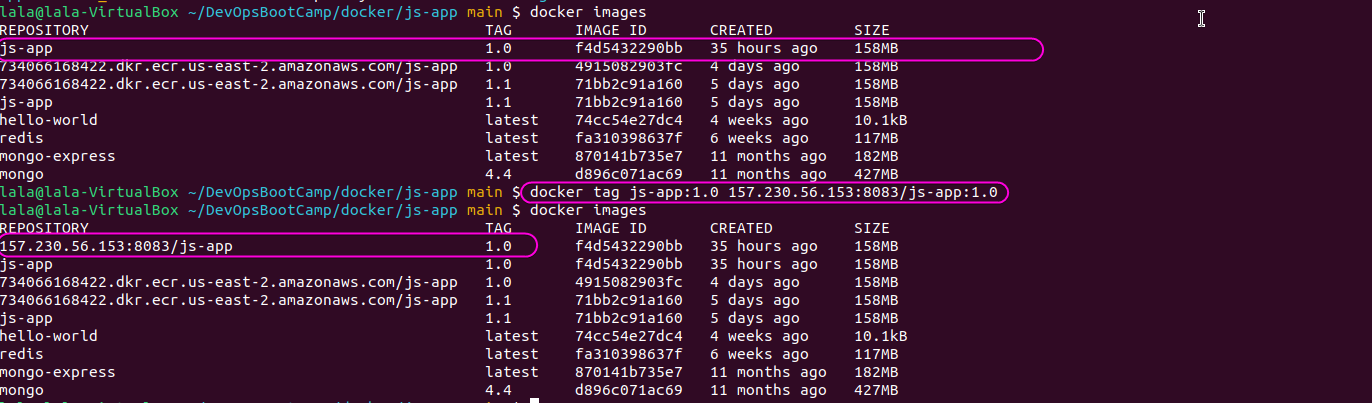 lala@lala-VirtualBox ~/DevOpsBootCamp/docker/js-app main $ docker images
REPOSITORY TAG IMAGE ID CREATED SIZE
js-app 1.0 f4d5432290bb 35 hours ago 158MB
734066168422.dkr.ecr.us-east-2.amazonaws.com/js-app 1.0 4915082903fc 4 days ago 158MB
734066168422.dkr.ecr.us-east-2.amazonaws.com/js-app 1.1 71bb2c91a160 5 days ago 158MB
js-app 1.1 71bb2c91a160 5 days ago 158MB
hello-world latest 74cc54e27dc4 4 weeks ago 10.1kB
redis latest fa310398637f 6 weeks ago 117MB
mongo-express latest 870141b735e7 11 months ago 182MB
mongo 4.4 d896c071ac69 11 months ago 427MB
lala@lala-VirtualBox ~/DevOpsBootCamp/docker/js-app main $ docker tag js-app:1.0 157.230.56.153:8083/js-app:1.0
lala@lala-VirtualBox ~/DevOpsBootCamp/docker/js-app main $ docker images
REPOSITORY TAG IMAGE ID CREATED SIZE
157.230.56.153:8083/js-app 1.0 f4d5432290bb 35 hours ago 158MB
js-app 1.0 f4d5432290bb 35 hours ago 158MB
734066168422.dkr.ecr.us-east-2.amazonaws.com/js-app 1.0 4915082903fc 4 days ago 158MB
734066168422.dkr.ecr.us-east-2.amazonaws.com/js-app 1.1 71bb2c91a160 5 days ago 158MB
js-app 1.1 71bb2c91a160 5 days ago 158MB
hello-world latest 74cc54e27dc4 4 weeks ago 10.1kB
redis latest fa310398637f 6 weeks ago 117MB
mongo-express latest 870141b735e7 11 months ago 182MB
mongo 4.4 d896c071ac69 11 months ago 427MB